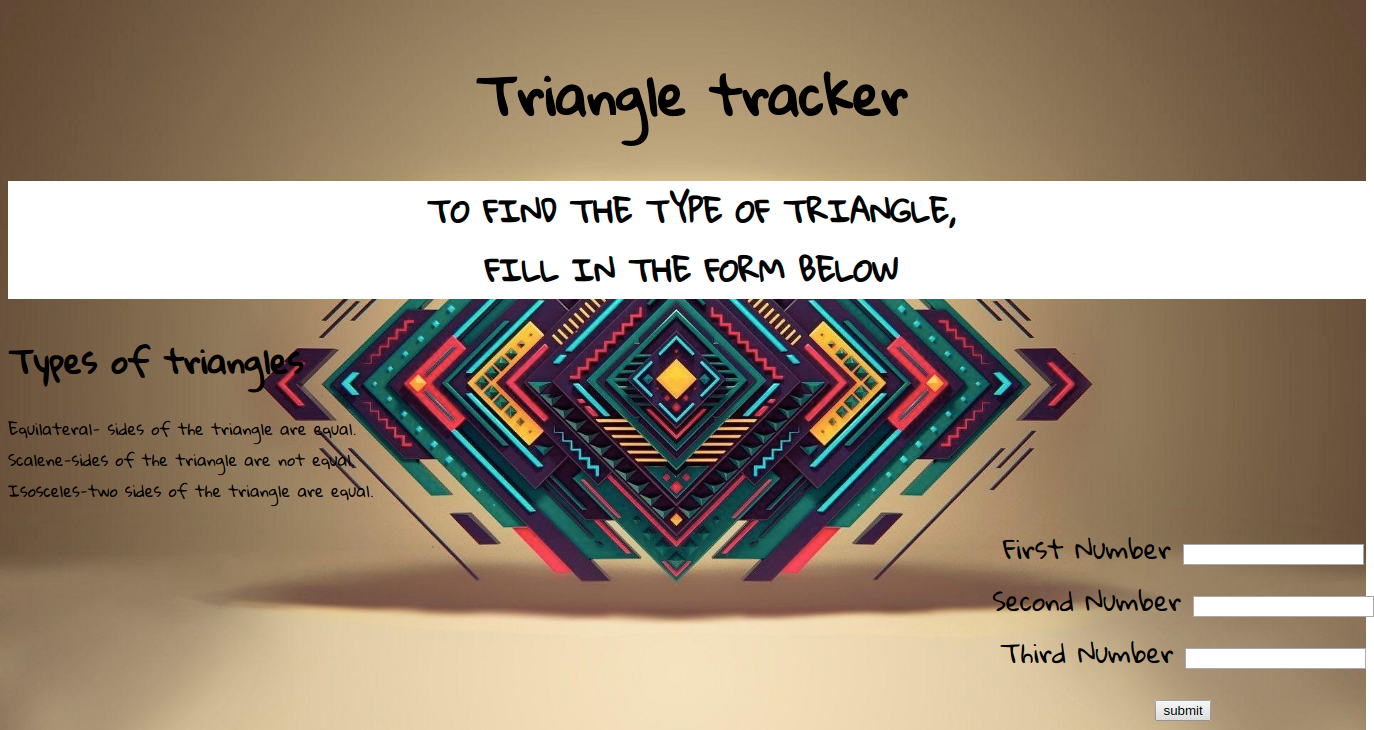 Triangle tracker
TO FIND THE TYPE OF TRIANGLE,
FILL IN THE FORM BELOW
Types of triangles
Equilateral- sides of the triangle are equal.
Scalene-sides of the triangle are not equal.
Isosceles-two sides of the triangle are equal.
First Number
Second Number
Third Number
submit